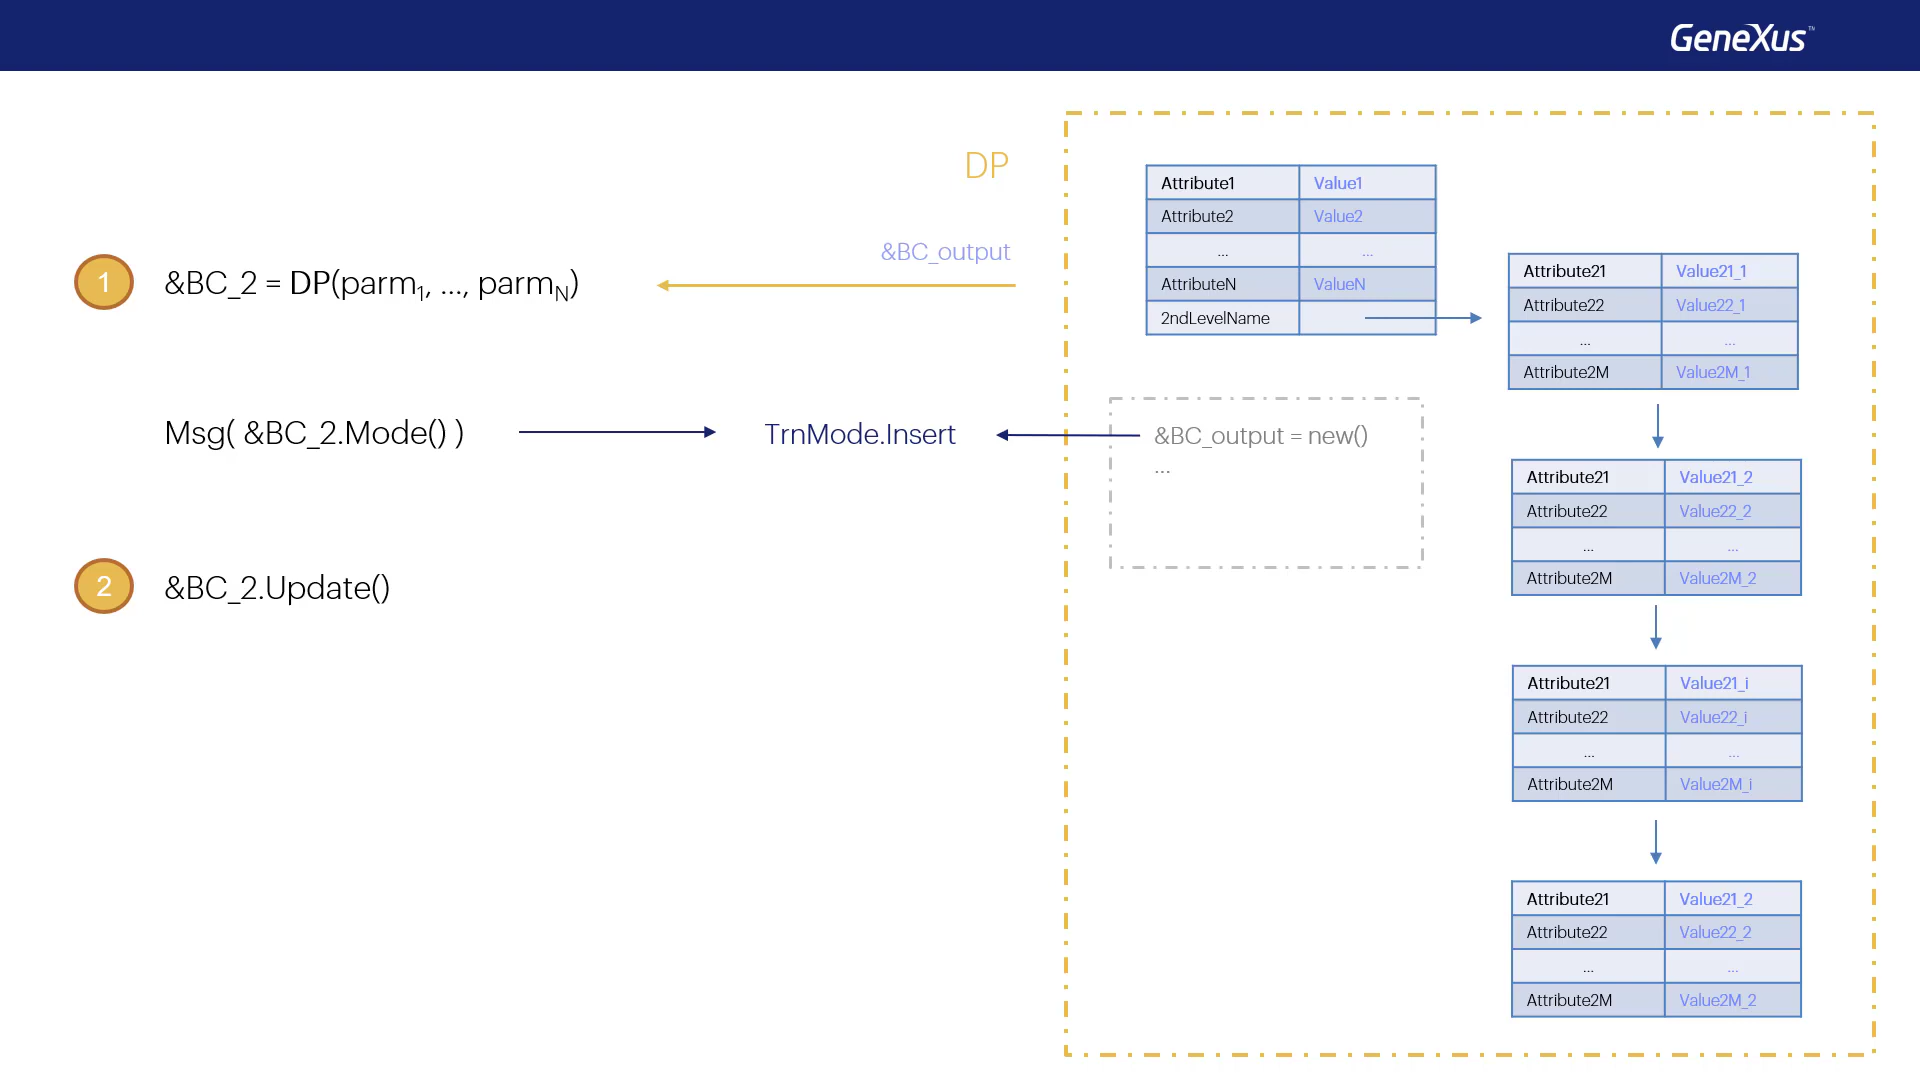 GeneXus™
DP
&BC_output
1
&BC_2 = DP(parm1, ..., parmN)
Msg( &BC_2.Mode() )
TrnMode.Insert
&BC_output = new()
...
2
&BC_2.Update()
Attribute1 Value1
Attribute2 Value2
... ...
AttributeN ValueN
2ndLevelName
Attribute21 Value21_1
Attribute22 Value22_1
... ...
Attribute2M Value2M_1
Attribute21 Value21_2
Attribute22 Value22_2
... ...
Attribute2M Value2M_2
Attribute21 Value21_i
Attribute22 Value22_i
... ...
Attribute2M Value2M_i
Attribute21 Value21_2
Attribute22 Value22_2
... ...
Attribute2M Value2M_2